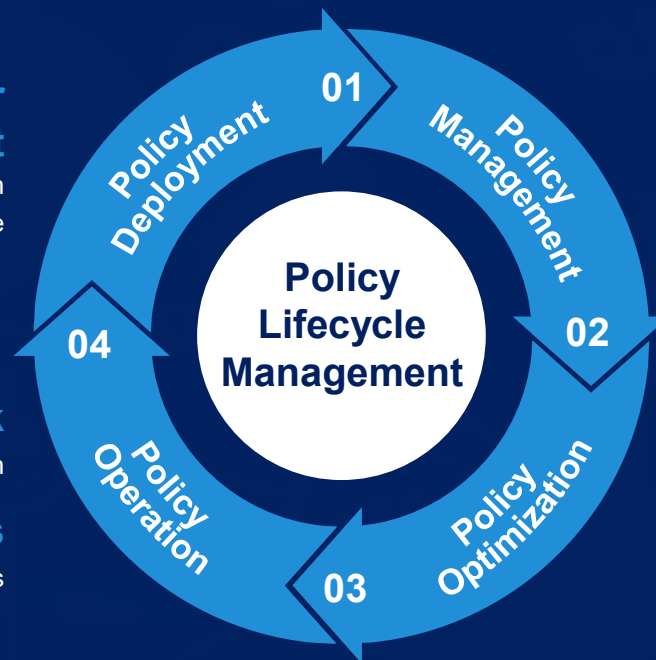 01
Policy
Deployment
Policy
Management
02
Policy
Optimization
03
Policy
Operation
04
Policy
Lifecycle
Management